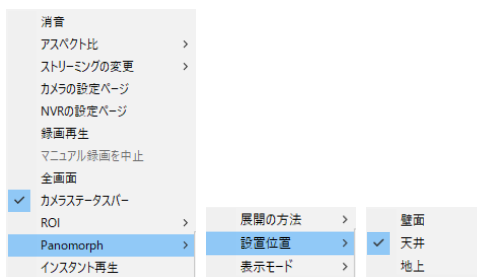 消音
アスペクト比
ストリーミングの変更
カメラの設定ページ
NVRの設定ページ
録画再生
マニュアル録画を中止
全画面
カメラステータスバー
ROI
Panomorph
インスタント再生
展開の方法
設置位置
表示モード
壁面
天井
地上